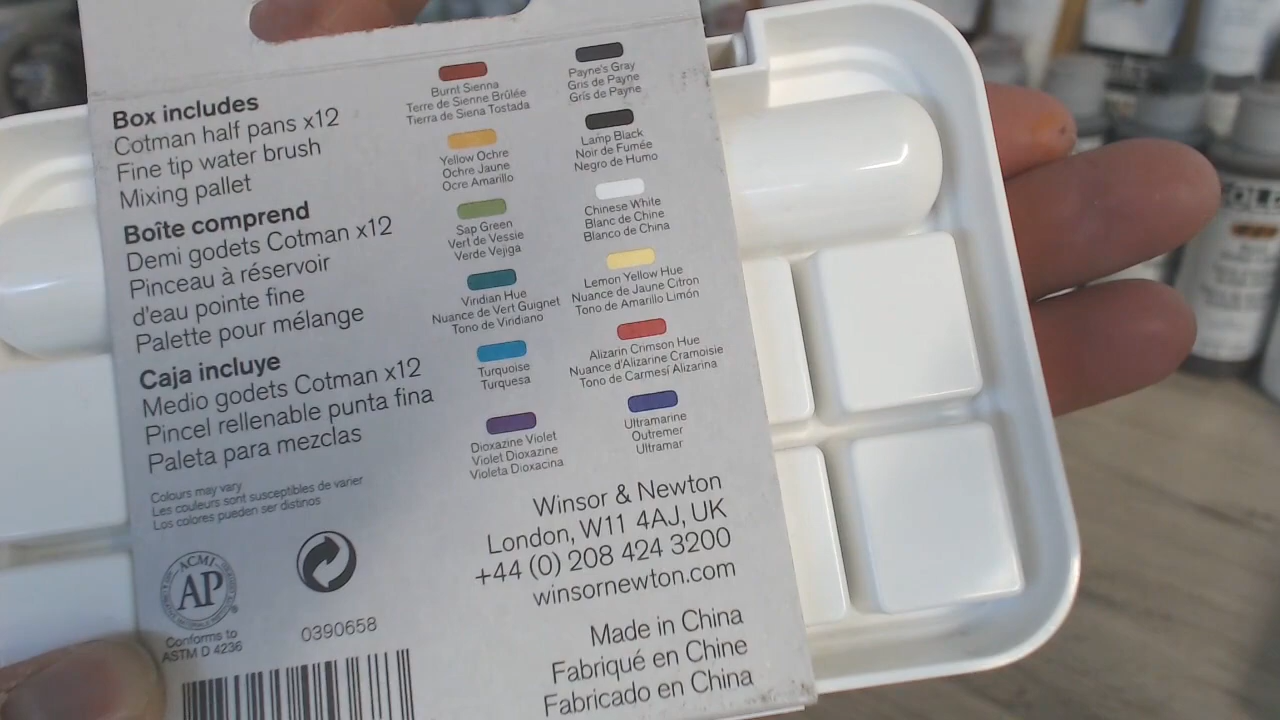 Box includes
Cotman half pans x12
Fine tip water brush
Mixing pallet
Boîte comprend
Demi godets Cotman x12
Pinceau à réservoir
d'eau pointe fine
Palette pour mélange
Caja incluye
Medio godets Cotman x12
Pincel rellenable punta fina
Paleta para mezclas
Colours may vary
Les couleurs sont susceptibles de varier
Los colores pueden ser distinos
ACMI
AP
Conforms to
ASTM D 4236
0390658
Burnt Sienna
Terre de Sienne Brûlée
Tierra de Siena Tostada
Yellow Ochre
Ochre Jaune
Ocre Amarillo
Sap Green
Vert de Vessie
Verde Vejiga
Viridian Hue
Nuance de Vert Guignet
Tono de Viridiano
Turquoise
Turquesa
Dioxazine Violet
Violet Dioxazine
Violeta Dioxacina
Payne's Gray
Gris de Payne
Gris de Payne
Lamp Black
Noir de Fumée
Negro de Humo
Chinese White
Blanc de Chine
Blanco de China
Lemon Yellow Hue
Nuance de Jaune Citron
Tono de Amarillo Limón
Alizarin Crimson Hue
Nuance d'Alizarine Cramoisie
Tono de Carmesí Alizarina
Ultramarine
Outremer
Ultramar
Winsor & Newton
London, W11 4AJ, UK
+44 (0) 208 424 3200
winsornewton.com
Made in China
Fabriqué en Chine
Fabricado en China